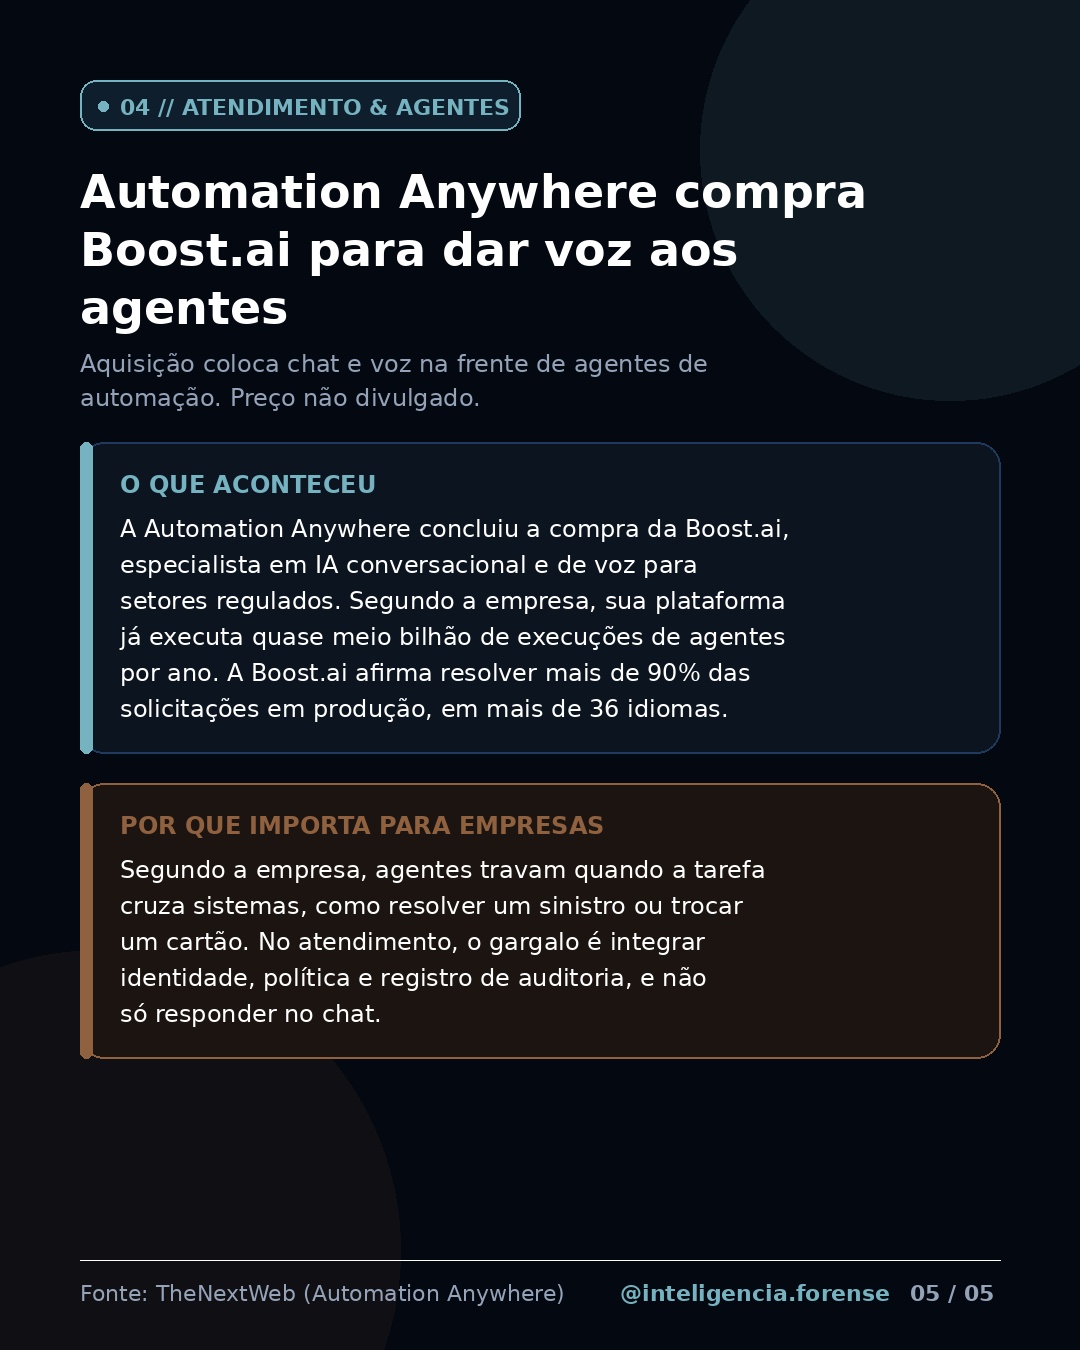 04 // ATENDIMENTO & AGENTES
Automation Anywhere compra
Boost.ai para dar voz aos
agentes
Aquisição coloca chat e voz na frente de agentes de
automação. Preço não divulgado.
O QUE ACONTECEU
A Automation Anywhere concluiu a compra da Boost.ai,
especialista em IA conversacional e de voz para
setores regulados. Segundo a empresa, sua plataforma
já executa quase meio bilhão de execuções de agentes
por ano. A Boost.ai afirma resolver mais de 90% das
solicitações em produção, em mais de 36 idiomas.
POR QUE IMPORTA PARA EMPRESAS
Segundo a empresa, agentes travam quando a tarefa
cruza sistemas, como resolver um sinistro ou trocar
um cartão. No atendimento, o gargalo é integrar
identidade, política e registro de auditoria, e não
só responder no chat.
Fonte: TheNextWeb (Automation Anywhere) @inteligencia.forense 05 / 05